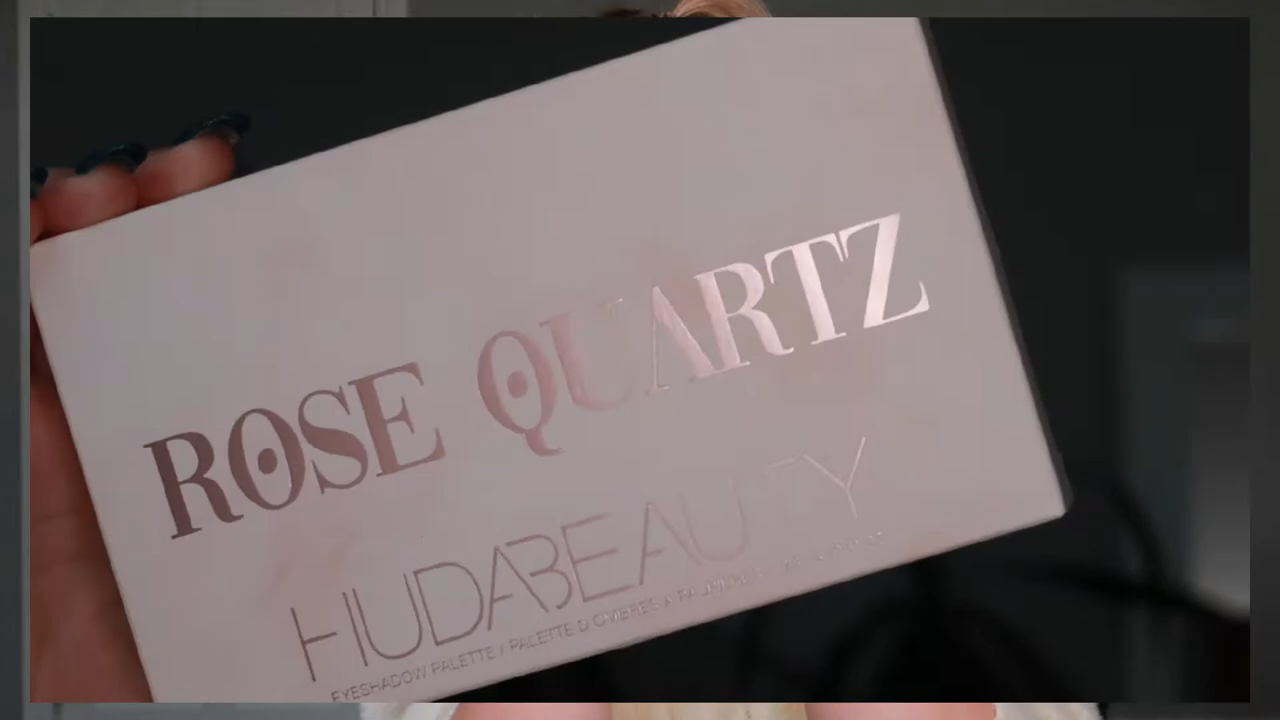 ROSE QUARTZ
HUDABEAUTY
EYESHADOW PALETTE / PALETTE D'OMBRES À PAUPIÈRES